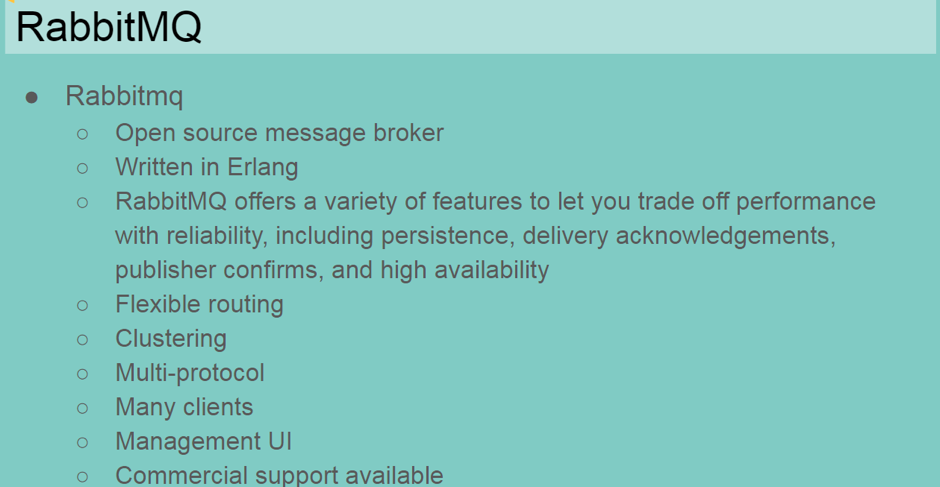 RabbitMQ
● Rabbitmq
○ Open source message broker
○ Written in Erlang
○ RabbitMQ offers a variety of features to let you trade off performance
with reliability, including persistence, delivery acknowledgements,
publisher confirms, and high availability
○ Flexible routing
○ Clustering
○ Multi-protocol
○ Many clients
○ Management UI
○ Commercial support available